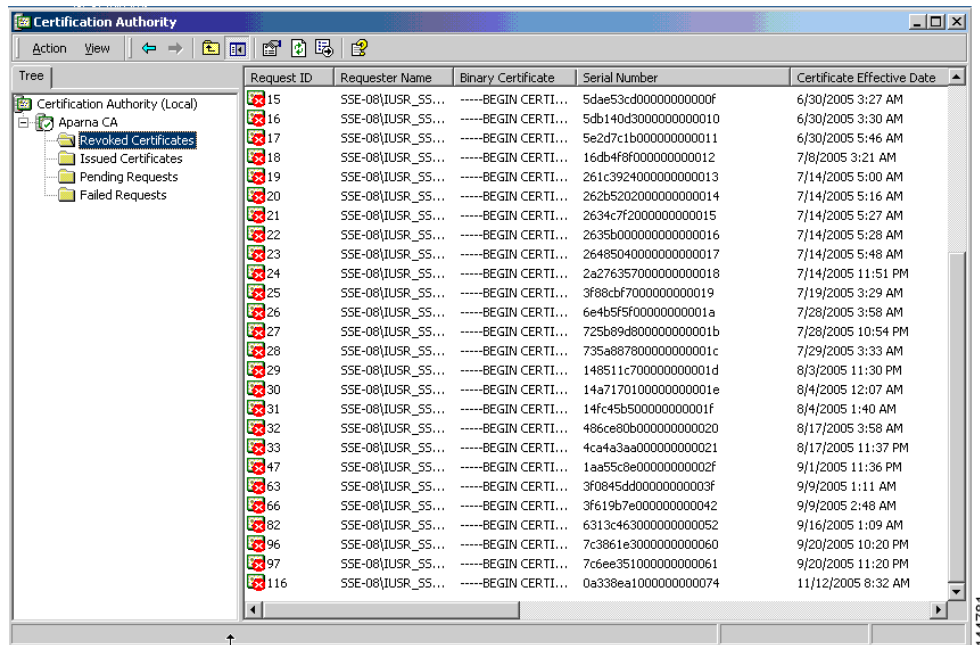 Certification Authority
Action View
Tree
Certification Authority (Local)
Aparna CA
Revoked Certificates
Issued Certificates
Pending Requests
Failed Requests
Request ID Requester Name Binary Certificate Serial Number Certificate Effective Date
15 SSE-08\IUSR_SS... -----BEGIN CERTI... 5dae53cd00000000000f 6/30/2005 3:27 AM
16 SSE-08\IUSR_SS... -----BEGIN CERTI... 5db140d3000000000010 6/30/2005 3:30 AM
17 SSE-08\IUSR_SS... -----BEGIN CERTI... 5e2d7c1b000000000011 6/30/2005 5:46 AM
18 SSE-08\IUSR_SS... -----BEGIN CERTI... 16db4f8f000000000012 7/8/2005 3:21 AM
19 SSE-08\IUSR_SS... -----BEGIN CERTI... 261c3924000000000013 7/14/2005 5:00 AM
20 SSE-08\IUSR_SS... -----BEGIN CERTI... 262b5202000000000014 7/14/2005 5:16 AM
21 SSE-08\IUSR_SS... -----BEGIN CERTI... 2634c7f2000000000015 7/14/2005 5:27 AM
22 SSE-08\IUSR_SS... -----BEGIN CERTI... 2635b000000000000016 7/14/2005 5:28 AM
23 SSE-08\IUSR_SS... -----BEGIN CERTI... 26485040000000000017 7/14/2005 5:48 AM
24 SSE-08\IUSR_SS... -----BEGIN CERTI... 2a276357000000000018 7/14/2005 11:51 PM
25 SSE-08\IUSR_SS... -----BEGIN CERTI... 3f88cbf7000000000019 7/19/2005 3:29 AM
26 SSE-08\IUSR_SS... -----BEGIN CERTI... 6e4b5f5f00000000001a 7/28/2005 3:58 AM
27 SSE-08\IUSR_SS... -----BEGIN CERTI... 725b89d800000000001b 7/28/2005 10:54 PM
28 SSE-08\IUSR_SS... -----BEGIN CERTI... 735a887800000000001c 7/29/2005 3:33 AM
29 SSE-08\IUSR_SS... -----BEGIN CERTI... 148511c700000000001d 8/3/2005 11:30 PM
30 SSE-08\IUSR_SS... -----BEGIN CERTI... 14a7170100000000001e 8/4/2005 12:07 AM
31 SSE-08\IUSR_SS... -----BEGIN CERTI... 14fc45b500000000001f 8/4/2005 1:40 AM
32 SSE-08\IUSR_SS... -----BEGIN CERTI... 486ce80b000000000020 8/17/2005 3:58 AM
33 SSE-08\IUSR_SS... -----BEGIN CERTI... 4ca4a3aa000000000021 8/17/2005 11:37 PM
47 SSE-08\IUSR_SS... -----BEGIN CERTI... 1aa55c8e00000000002f 9/1/2005 11:36 PM
63 SSE-08\IUSR_SS... -----BEGIN CERTI... 3f0845dd00000000003f 9/9/2005 1:11 AM
66 SSE-08\IUSR_SS... -----BEGIN CERTI... 3f619b7e000000000042 9/9/2005 2:48 AM
82 SSE-08\IUSR_SS... -----BEGIN CERTI... 6313c463000000000052 9/16/2005 1:09 AM
96 SSE-08\IUSR_SS... -----BEGIN CERTI... 7c3861e3000000000060 9/20/2005 10:20 PM
97 SSE-08\IUSR_SS... -----BEGIN CERTI... 7c6ee351000000000061 9/20/2005 11:20 PM
116 SSE-08\IUSR_SS... -----BEGIN CERTI... 0a338ea1000000000074 11/12/2005 8:32 AM